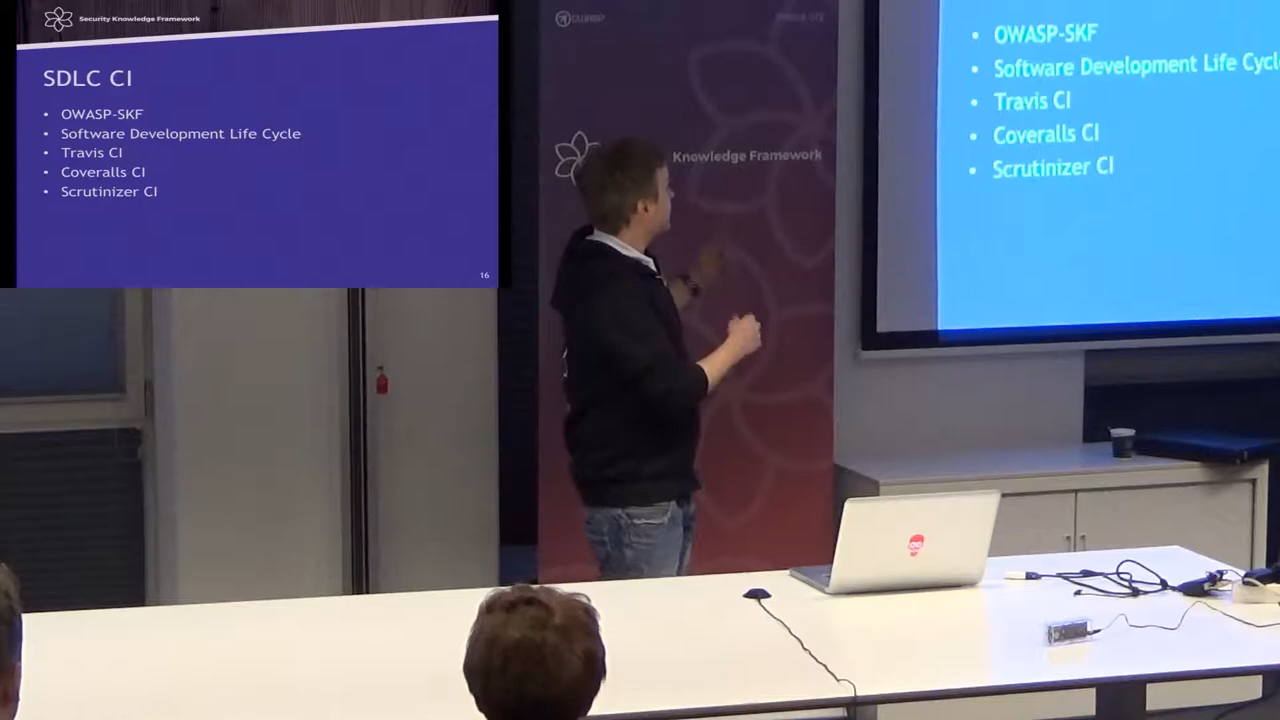 Security Knowledge Framework
SDLC CI
• OWASP-SKF
• Software Development Life Cycle
• Travis CI
• Coveralls CI
• Scrutinizer CI
16
OWASP
Knowledge Framework
• OWASP-SKF
• Software Development Life Cycle
• Travis CI
• Coveralls CI
• Scrutinizer CI